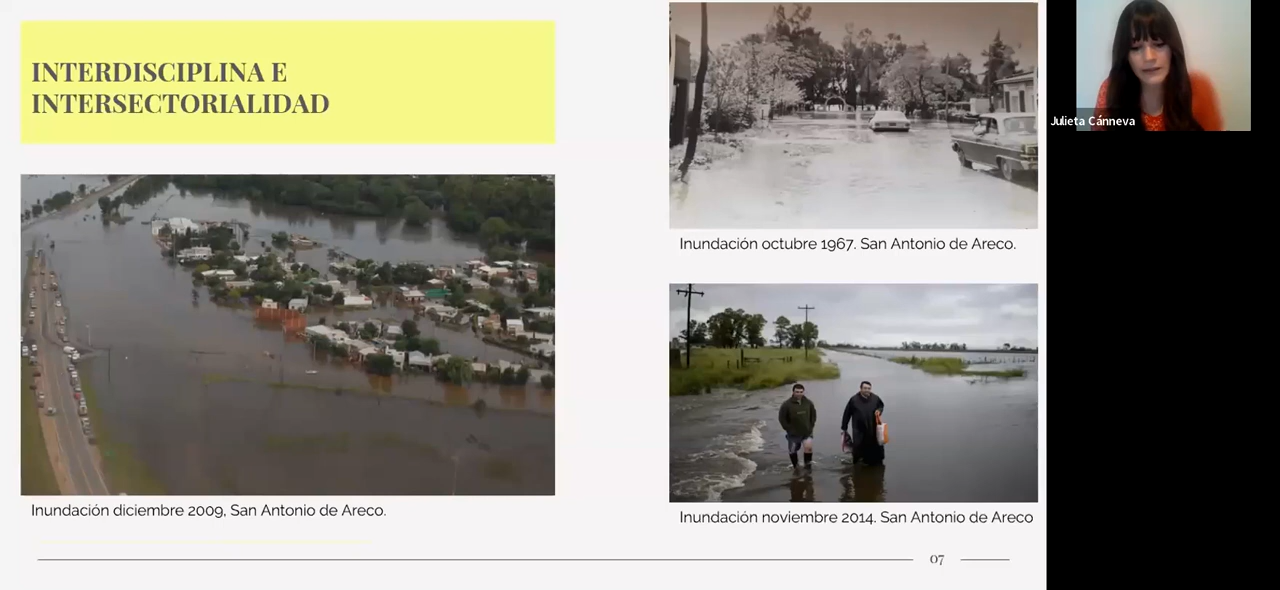 INTERDISCIPLINA E
INTERSECTORIALIDAD
Inundación diciembre 2009, San Antonio de Areco.
Inundación octubre 1967. San Antonio de Areco.
Inundación noviembre 2014. San Antonio de Areco
07
Julieta Cánneva